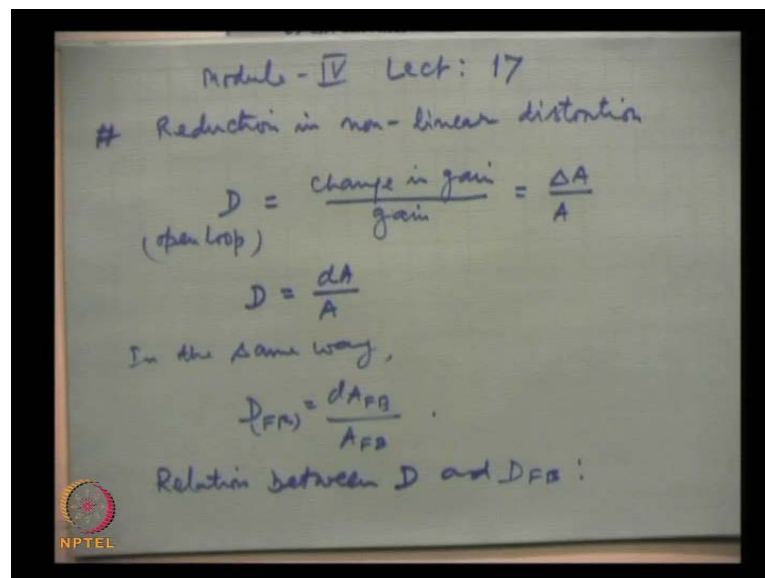 Module - IV Lect: 17
# Reduction in non-linear distortion
D = change in gain / gain = ΔA / A
(open loop)
D = dA / A
In the same way,
D(FB) = dA_FB / A_FB .
Relation between D and D_FB :
NPTEL